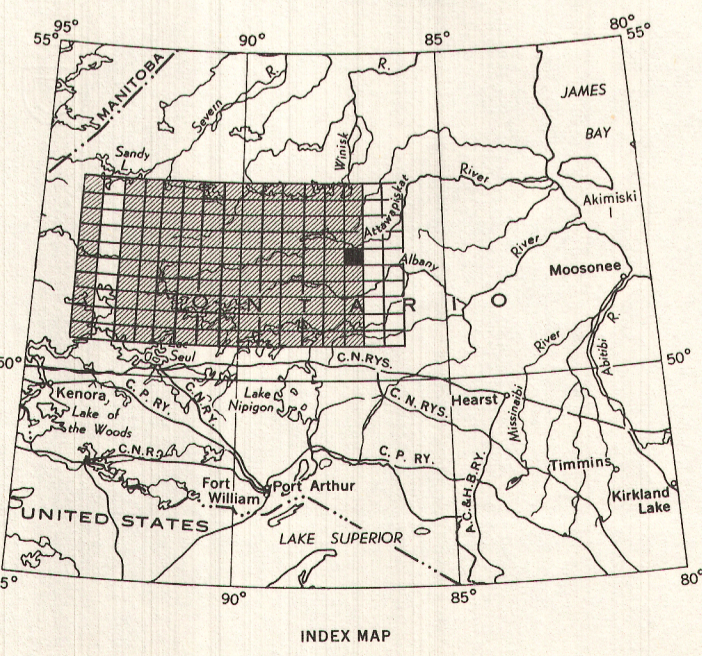 95°
90°
85°
80°
55°
55°
MANITOBA
Severn
R.
R.
JAMES
BAY
Sandy
Winisk
River
Attawapiskat
Akimiski
I
Albany
River
Moosonee
O N T A R I O
Lac
Seul
C.N.RYS.
River
R.
Abitibi
50°
50°
Kenora
Lake of
the Woods
C. P. RY.
C.N.RY.
Lake
Nipigon
C. N. RYS.
Hearst
Missinaibi
C.N.R.
C. P. RY.
Timmins
Fort
William
Port Arthur
A.C.&H.B.RY.
Kirkland
Lake
UNITED STATES
LAKE SUPERIOR
5°
90°
85°
80°
INDEX MAP